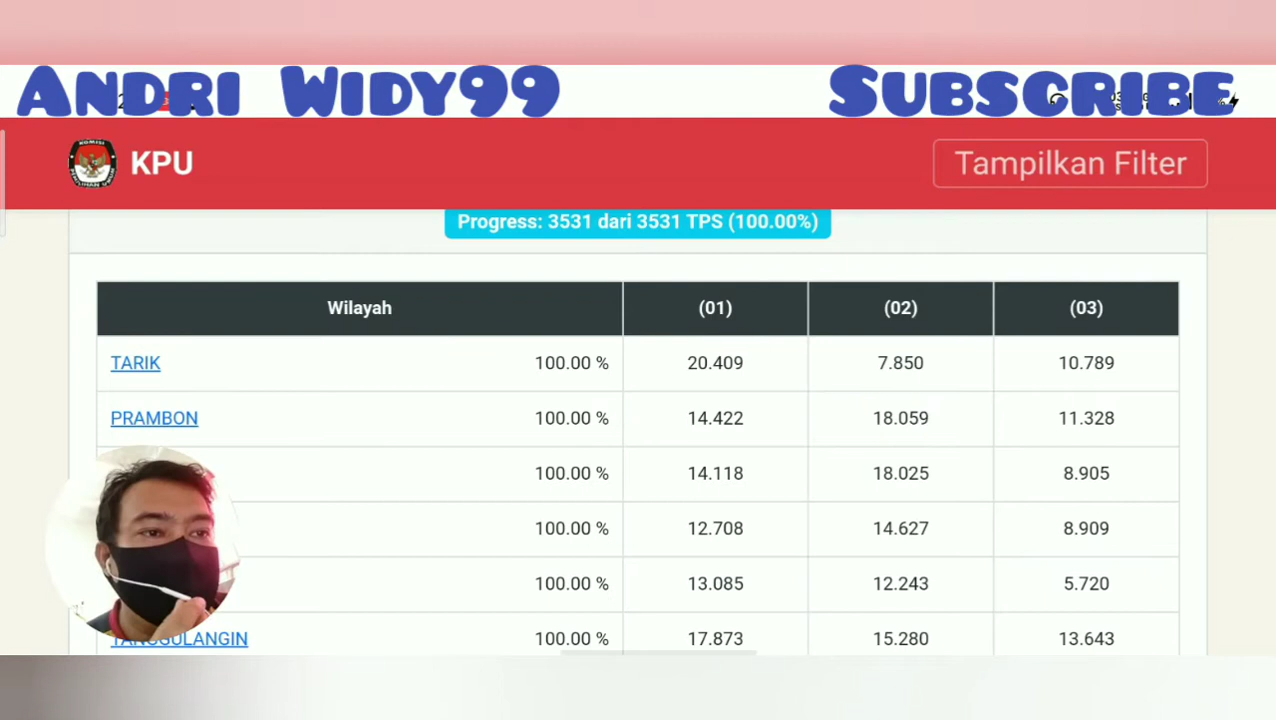 Andri Widy99 Subscribe
KPU Tampilkan Filter
Progress: 3531 dari 3531 TPS (100.00%)
Wilayah (01) (02) (03)
TARIK 100.00 % 20.409 7.850 10.789
PRAMBON 100.00 % 14.422 18.059 11.328
100.00 % 14.118 18.025 8.905
100.00 % 12.708 14.627 8.909
100.00 % 13.085 12.243 5.720
TANGGULANGIN 100.00 % 17.873 15.280 13.643